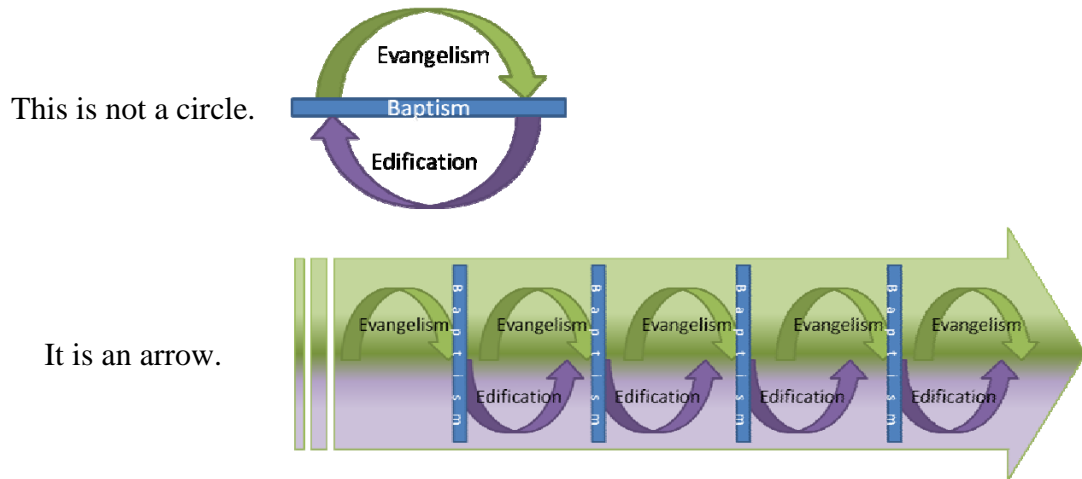 Evangelism
This is not a circle.
Baptism
Edification
Baptism Baptism Baptism Baptism
Evangelism Evangelism Evangelism Evangelism Evangelism
It is an arrow.
Edification Edification Edification Edification